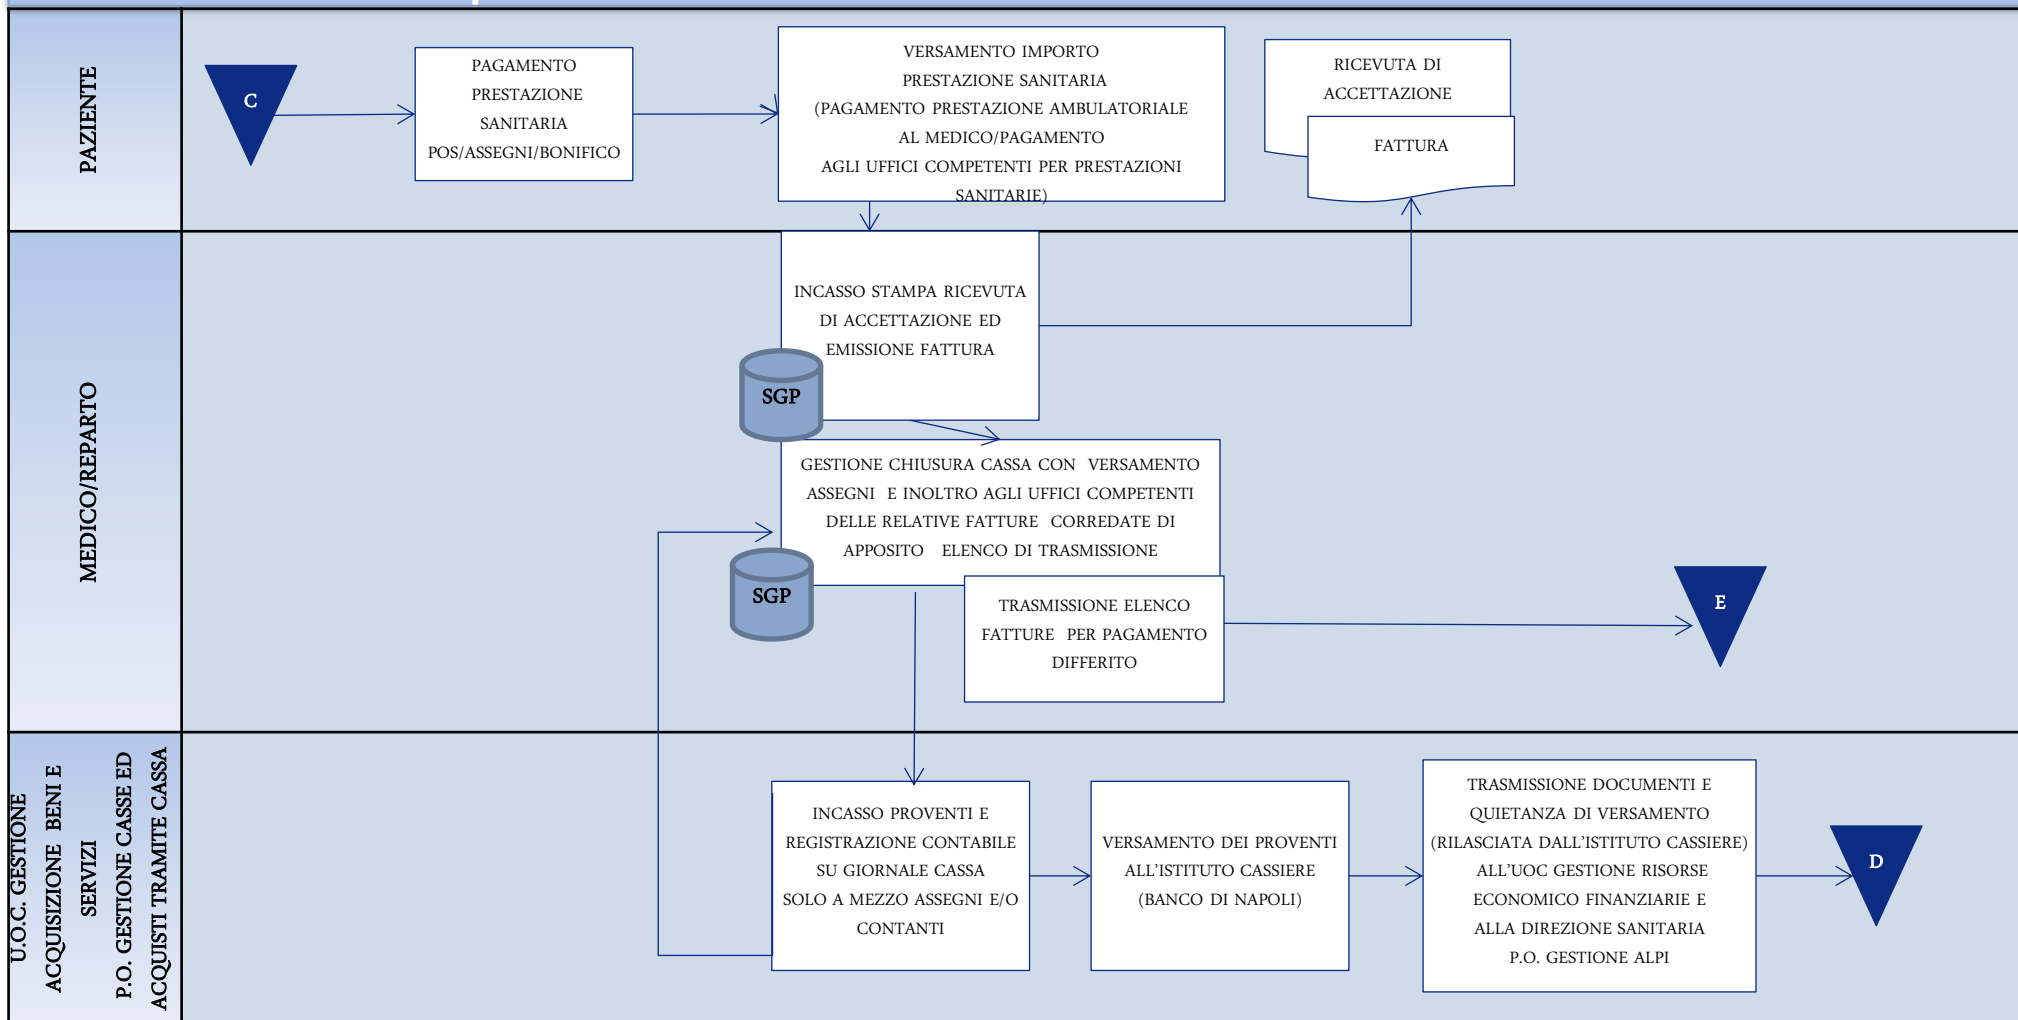 PAZIENTE
C
PAGAMENTO
PRESTAZIONE
SANITARIA
POS/ASSEGNI/BONIFICO
VERSAMENTO IMPORTO
PRESTAZIONE SANITARIA
(PAGAMENTO PRESTAZIONE AMBULATORIALE
AL MEDICO/PAGAMENTO
AGLI UFFICI COMPETENTI PER PRESTAZIONI
SANITARIE)
RICEVUTA DI
ACCETTAZIONE
FATTURA
MEDICO/REPARTO
INCASSO STAMPA RICEVUTA
DI ACCETTAZIONE ED
EMISSIONE FATTURA
SGP
GESTIONE CHIUSURA CASSA CON VERSAMENTO
ASSEGNI E INOLTRO AGLI UFFICI COMPETENTI
DELLE RELATIVE FATTURE CORREDATE DI
APPOSITO ELENCO DI TRASMISSIONE
SGP
TRASMISSIONE ELENCO
FATTURE PER PAGAMENTO
DIFFERITO
E
U.O.C. GESTIONE
ACQUISIZIONE BENI E
SERVIZI
P.O. GESTIONE CASSE ED
ACQUISTI TRAMITE CASSA
INCASSO PROVENTI E
REGISTRAZIONE CONTABILE
SU GIORNALE CASSA
SOLO A MEZZO ASSEGNI E/O
CONTANTI
VERSAMENTO DEI PROVENTI
ALL'ISTITUTO CASSIERE
(BANCO DI NAPOLI)
TRASMISSIONE DOCUMENTI E
QUIETANZA DI VERSAMENTO
(RILASCIATA DALL'ISTITUTO CASSIERE)
ALL'UOC GESTIONE RISORSE
ECONOMICO FINANZIARIE E
ALLA DIREZIONE SANITARIA
P.O. GESTIONE ALPI
D